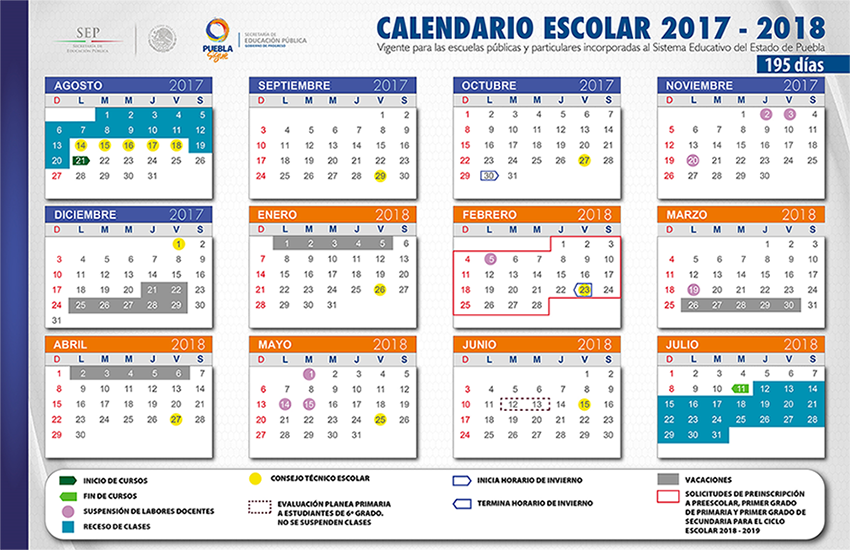 SEP
SECRETARÍA DE
EDUCACIÓN PÚBLICA
PUEBLA
Sigue
SECRETARÍA DE
EDUCACIÓN PÚBLICA
GOBIERNO DE PROGRESO
CALENDARIO ESCOLAR 2017 - 2018
Vigente para las escuelas públicas y particulares incorporadas al Sistema Educativo del Estado de Puebla
195 días
AGOSTO 2017
D L M M J V S
1 2 3 4 5
6 7 8 9 10 11 12
13 14 15 16 17 18 19
20 21 22 23 24 25 26
27 28 29 30 31
SEPTIEMBRE 2017
D L M M J V S
1 2
3 4 5 6 7 8 9
10 11 12 13 14 15 16
17 18 19 20 21 22 23
24 25 26 27 28 29 30
OCTUBRE 2017
D L M M J V S
1 2 3 4 5 6 7
8 9 10 11 12 13 14
15 16 17 18 19 20 21
22 23 24 25 26 27 28
29 30 31
NOVIEMBRE 2017
D L M M J V S
1 2 3 4
5 6 7 8 9 10 11
12 13 14 15 16 17 18
19 20 21 22 23 24 25
26 27 28 29 30
DICIEMBRE 2017
D L M M J V S
1 2
3 4 5 6 7 8 9
10 11 12 13 14 15 16
17 18 19 20 21 22 23
24 25 26 27 28 29 30
31
ENERO 2018
D L M M J V S
1 2 3 4 5 6
7 8 9 10 11 12 13
14 15 16 17 18 19 20
21 22 23 24 25 26 27
28 29 30 31
FEBRERO 2018
D L M M J V S
1 2 3
4 5 6 7 8 9 10
11 12 13 14 15 16 17
18 19 20 21 22 23 24
25 26 27 28
MARZO 2018
D L M M J V S
1 2 3
4 5 6 7 8 9 10
11 12 13 14 15 16 17
18 19 20 21 22 23 24
25 26 27 28 29 30 31
ABRIL 2018
D L M M J V S
1 2 3 4 5 6 7
8 9 10 11 12 13 14
15 16 17 18 19 20 21
22 23 24 25 26 27 28
29 30
MAYO 2018
D L M M J V S
1 2 3 4 5
6 7 8 9 10 11 12
13 14 15 16 17 18 19
20 21 22 23 24 25 26
27 28 29 30 31
JUNIO 2018
D L M M J V S
1 2
3 4 5 6 7 8 9
10 11 12 13 14 15 16
17 18 19 20 21 22 23
24 25 26 27 28 29 30
JULIO 2018
D L M M J V S
1 2 3 4 5 6 7
8 9 10 11 12 13 14
15 16 17 18 19 20 21
22 23 24 25 26 27 28
29 30 31
INICIO DE CURSOS
FIN DE CURSOS
SUSPENSIÓN DE LABORES DOCENTES
RECESO DE CLASES
CONSEJO TÉCNICO ESCOLAR
EVALUACIÓN PLANEA PRIMARIA
A ESTUDIANTES DE 6º GRADO.
NO SE SUSPENDEN CLASES
INICIA HORARIO DE INVIERNO
TERMINA HORARIO DE INVIERNO
VACACIONES
SOLICITUDES DE PREINSCRIPCIÓN
A PREESCOLAR, PRIMER GRADO
DE PRIMARIA Y PRIMER GRADO DE
SECUNDARIA PARA EL CICLO
ESCOLAR 2018 - 2019